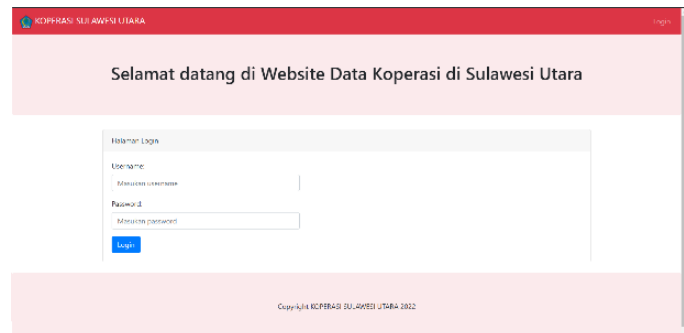 KOPERASI SULAWESI UTARA
Login
Selamat datang di Website Data Koperasi di Sulawesi Utara
Halaman Login
Username:
Masukan username
Password:
Masukan password
Login
Copyright KOPERASI SULAWESI UTARA 2022